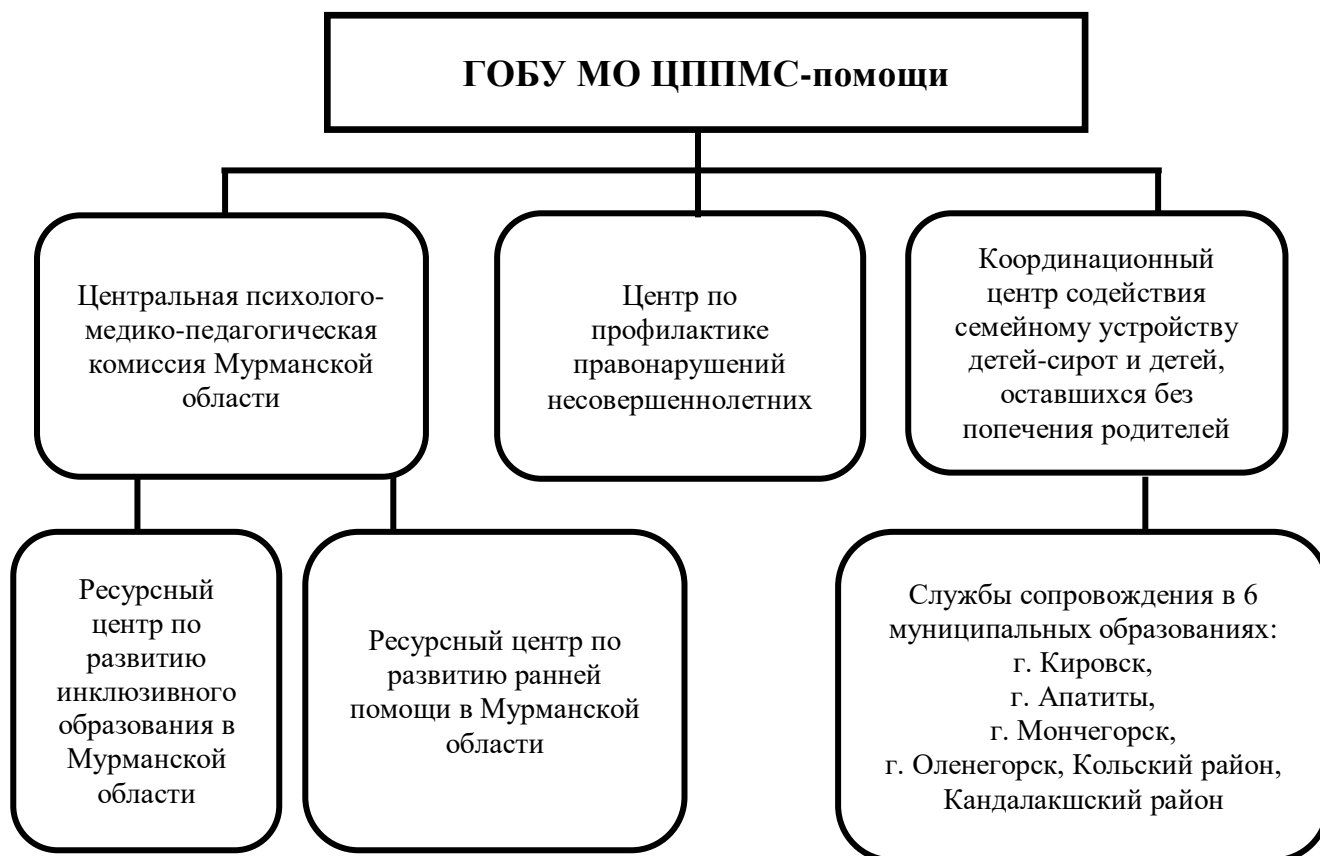 ГОБУ МО ЦППМС-помощи
Центральная психолого-
медико-педагогическая
комиссия Мурманской
области
Центр по
профилактике
правонарушений
несовершеннолетних
Координационный
центр содействия
семейному устройству
детей-сирот и детей,
оставшихся без
попечения родителей
Ресурсный
центр по
развитию
инклюзивного
образования в
Мурманской
области
Ресурсный центр по
развитию ранней
помощи в Мурманской
области
Службы сопровождения в 6
муниципальных образованиях:
г. Кировск,
г. Апатиты,
г. Мончегорск,
г. Оленегорск, Кольский район,
Кандалакшский район